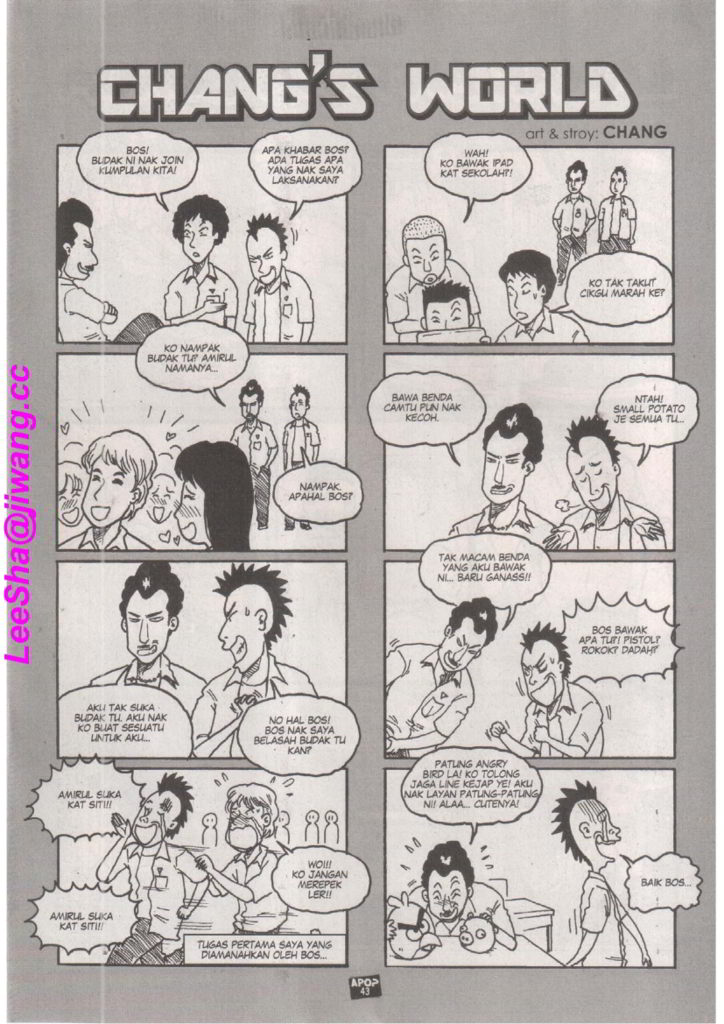 CHANG'S WORLD
art & stroy: CHANG
BOS!
BUDAK NI NAK JOIN
KUMPULAN KITA!
APA KHABAR BOS?
ADA TUGAS APA
YANG NAK SAYA
LAKSANAKAN?
KO NAMPAK
BUDAK TU? AMIRUL
NAMANYA...
NAMPAK.
APAHAL BOS?
AKU TAK SUKA
BUDAK TU. AKU NAK
KO BUAT SESUATU
UNTUK AKU...
NO HAL BOS!
BOS NAK SAYA
BELASAH BUDAK TU
KAN?
AMIRUL SUKA
KAT SITI!!
WOI!!!
KO JANGAN
MEREPEK
LER!!
AMIRUL SUKA
KAT SITI!!
TUGAS PERTAMA SAYA YANG
DIAMANAHKAN OLEH BOS...
WAH!
KO BAWAK IPAD
KAT SEKOLAH?!
KO TAK TAKUT
CIKGU MARAH KE?
BAWA BENDA
CAMTU PUN NAK
KECOH.
NTAH!
SMALL POTATO
JE SEMUA TU...
TAK MACAM BENDA
YANG AKU BAWAK
NI... BARU GANASS!!
BOS BAWAK
APA TU?! PISTOL?
ROKOK? DADAH?
PATUNG ANGRY
BIRD LA! KO TOLONG
JAGA LINE KEJAP YE! AKU
NAK LAYAN PATUNG-PATUNG
NI! ALAA... CUTENYA!
BAIK BOS...
APO?
43
LeeSha@jiwang.cc